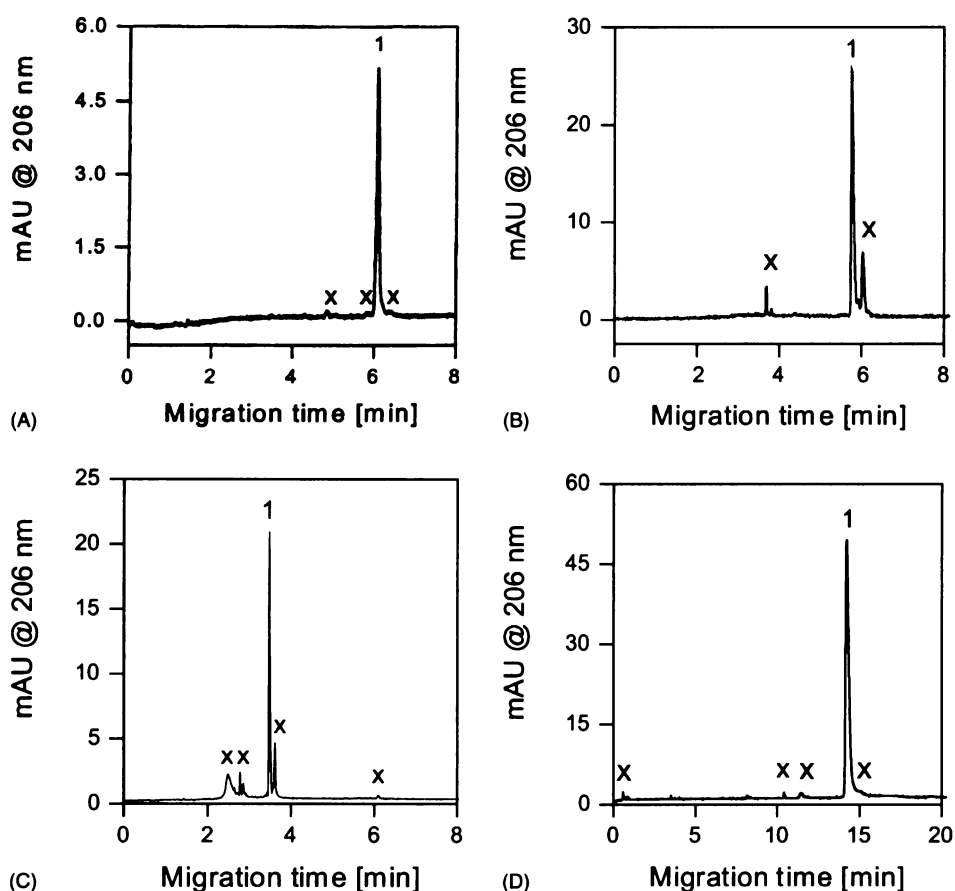 6.0
4.5
3.0
1.5
0.0
mAU @ 206 nm
1
x x x
0 2 4 6 8
Migration time [min]
(A)
30
20
10
0
mAU @ 206 nm
1
x
x
0 2 4 6 8
Migration time [min]
(B)
25
20
15
10
5
0
mAU @ 206 nm
1
x
x x
x
0 2 4 6 8
Migration time [min]
(C)
60
45
30
15
0
mAU @ 206 nm
1
x x x x
0 5 10 15 20
Migration time [min]
(D)